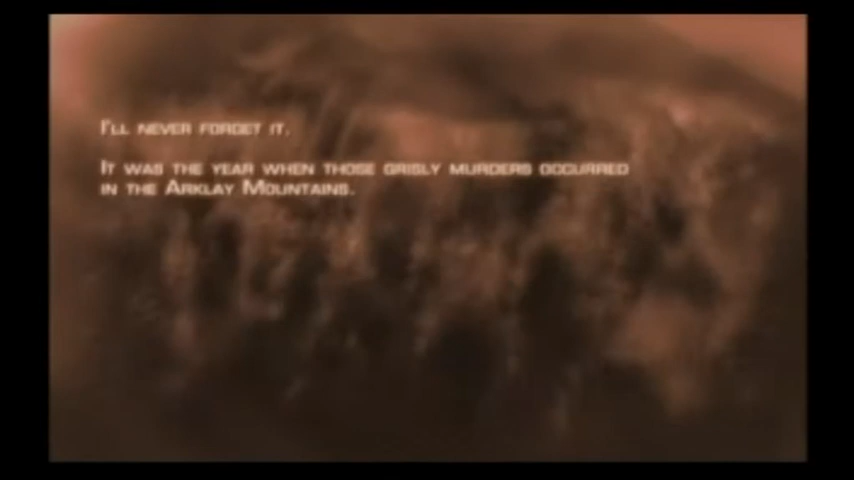 I'LL NEVER FORGET IT.
IT WAS THE YEAR WHEN THOSE GRISLY MURDERS OCCURRED
IN THE ARKLAY MOUNTAINS.